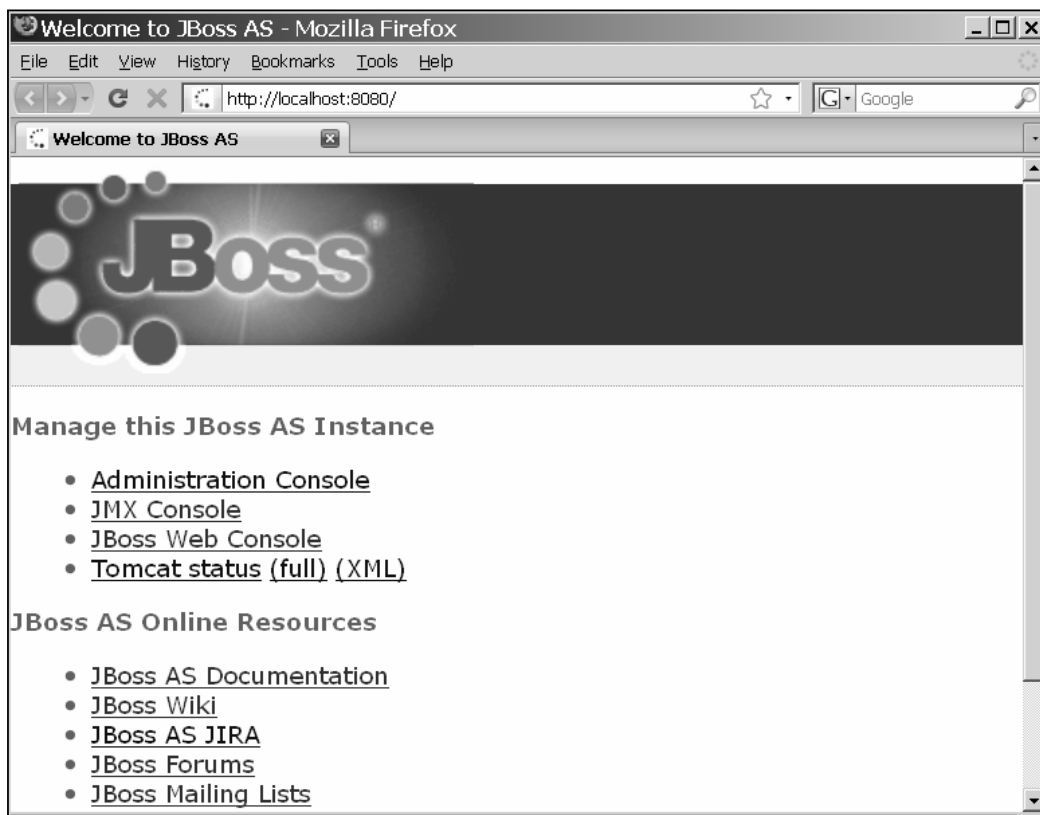 Welcome to JBoss AS - Mozilla Firefox
File Edit View History Bookmarks Tools Help
http://localhost:8080/ G Google
Welcome to JBoss AS
JBoss
Manage this JBoss AS Instance
Administration Console
JMX Console
JBoss Web Console
Tomcat status (full) (XML)
JBoss AS Online Resources
JBoss AS Documentation
JBoss Wiki
JBoss AS JIRA
JBoss Forums
JBoss Mailing Lists